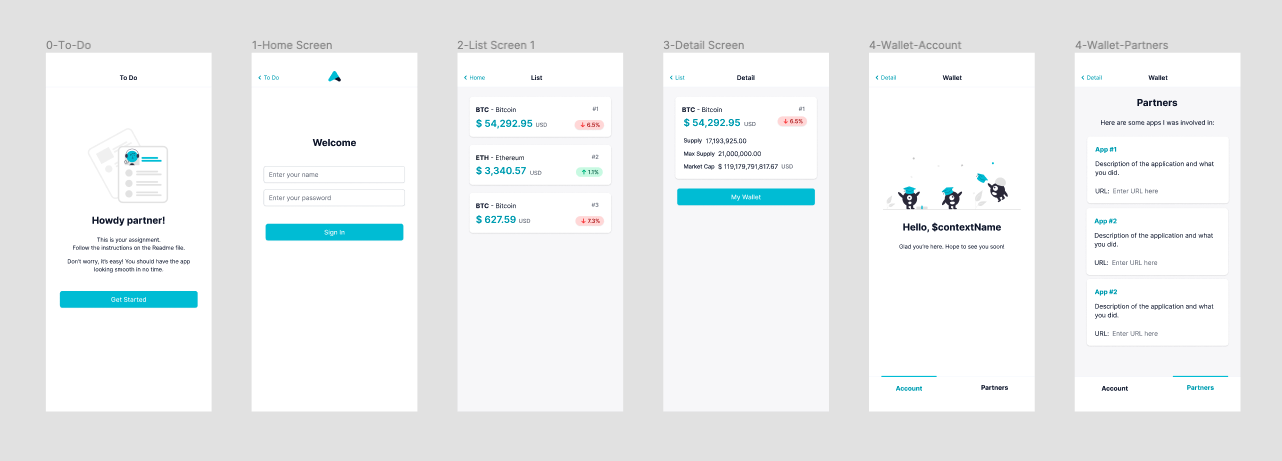 0-To-Do
To Do
Howdy partner!
This is your assignment.
Follow the instructions on the Readme file.
Don't worry, it's easy! You should have the app
looking smooth in no time.
Get Started
1-Home Screen
To Do
Welcome
Enter your name
Enter your password
Sign In
2-List Screen 1
Home
List
BTC - Bitcoin
#1
$ 54,292.95 USD
↓ 6.5%
ETH - Ethereum
#2
$ 3,340.57 USD
↑ 1.1%
BTC - Bitcoin
#3
$ 627.59 USD
↓ 7.3%
3-Detail Screen
List
Detail
BTC - Bitcoin
#1
$ 54,292.95 USD
↓ 6.5%
Supply 17,193,925.00
Max Supply 21,000,000.00
Market Cap $ 119,179,791,817.67 USD
My Wallet
4-Wallet-Account
Detail
Wallet
Hello, $contextName
Glad you're here. Hope to see you soon!
Account
Partners
4-Wallet-Partners
Detail
Wallet
Partners
Here are some apps I was involved in:
App #1
Description of the application and what
you did.
URL: Enter URL here
App #2
Description of the application and what
you did.
URL: Enter URL here
App #2
Description of the application and what
you did.
URL: Enter URL here
Account
Partners